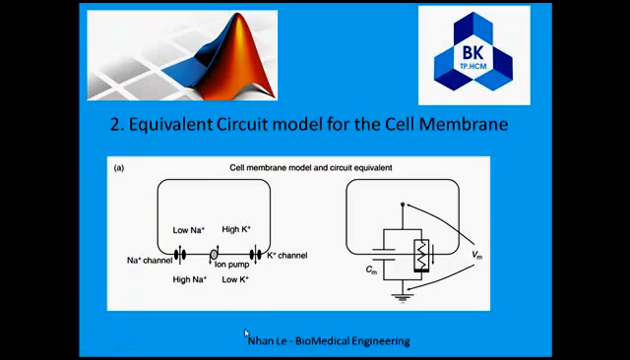 BK
TP.HCM
2. Equivalent Circuit model for the Cell Membrane
(a) Cell membrane model and circuit equivalent
Low Na⁺ High K⁺
Na⁺ channel Ion pump K⁺ channel
High Na⁺ Low K⁺
Cₘ Vₘ
Nhan Le - BioMedical Engineering